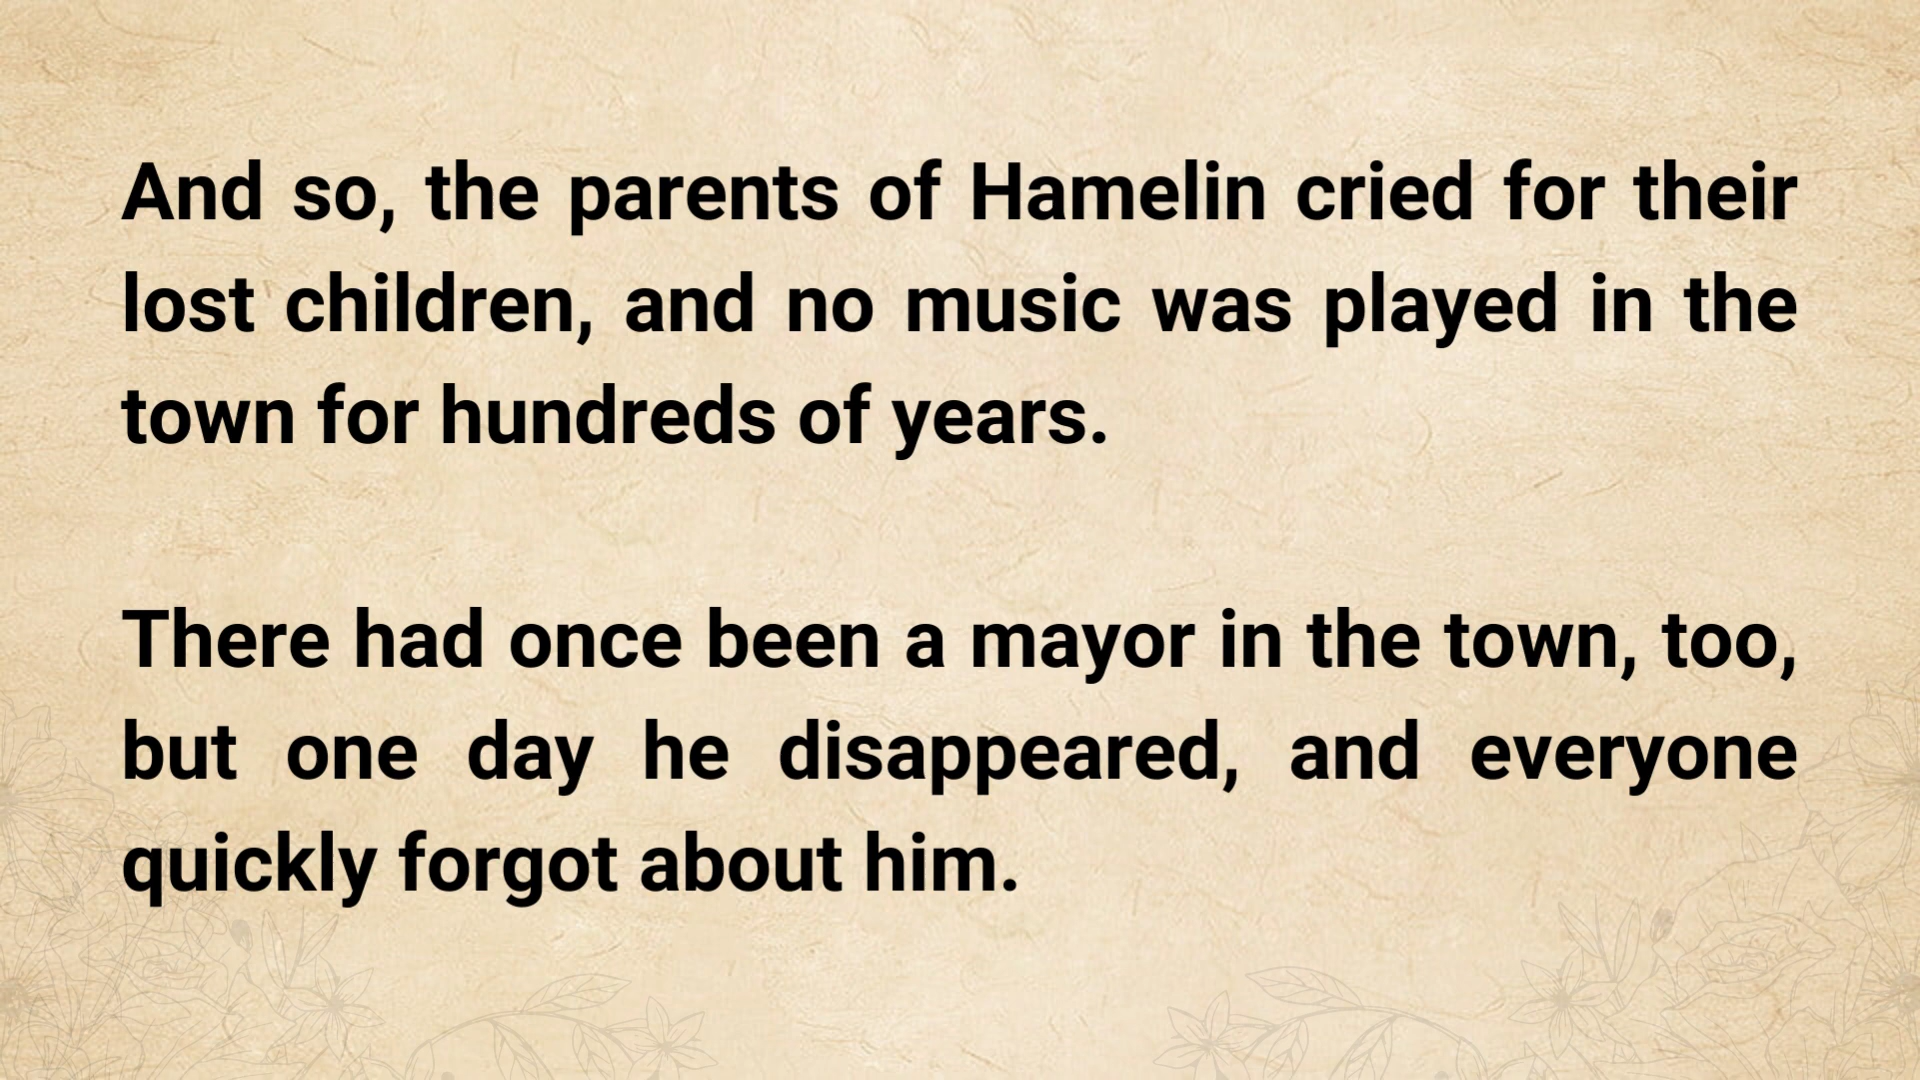 And so, the parents of Hamelin cried for their
lost children, and no music was played in the
town for hundreds of years.
There had once been a mayor in the town, too,
but one day he disappeared, and everyone
quickly forgot about him.